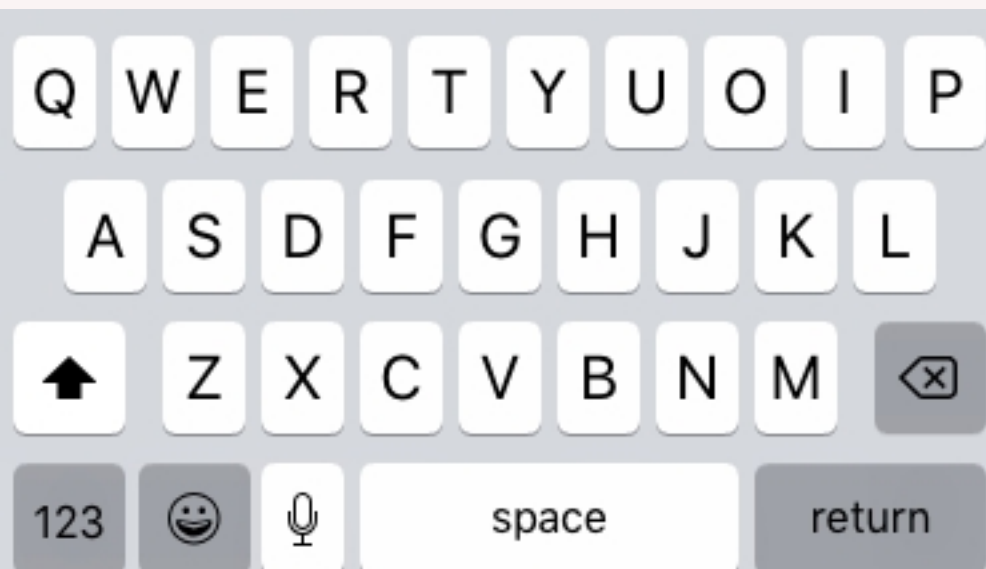 Q W E R T Y U O I P
A S D F G H J K L
Z X C V B N M
123 space return